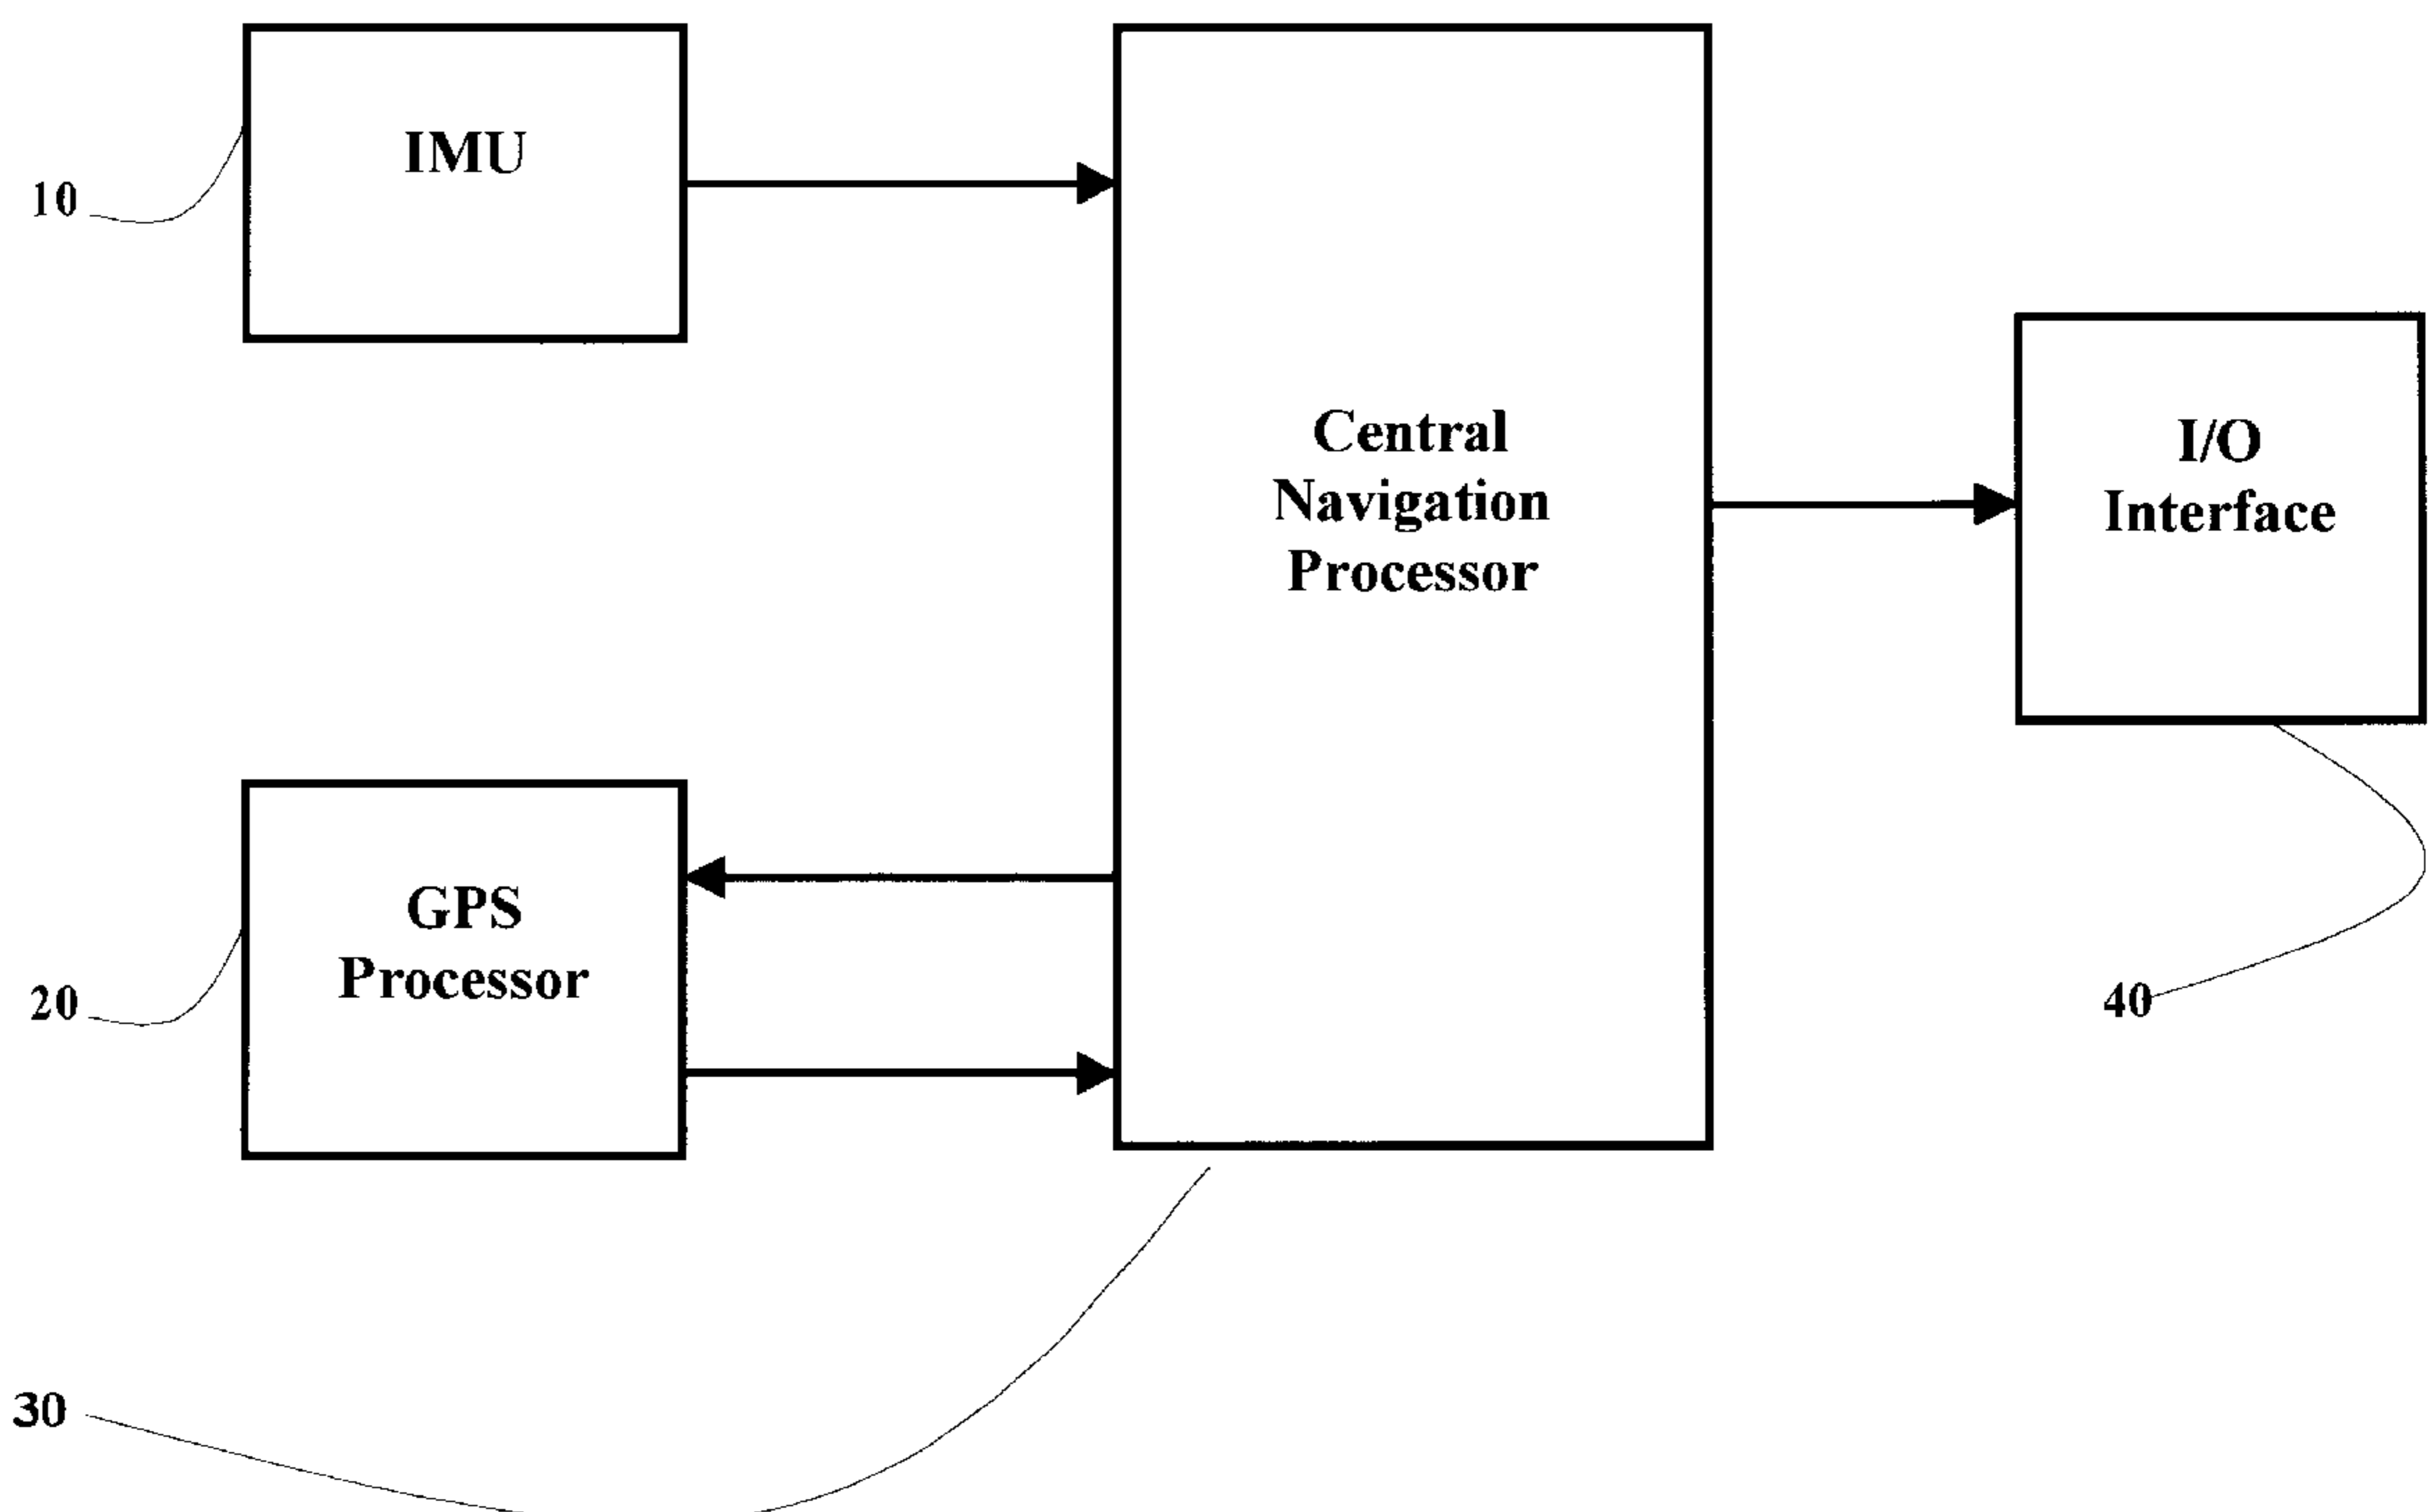 IMU
10
Central
Navigation
Processor
I/O
Interface
GPS
Processor
20
40
30